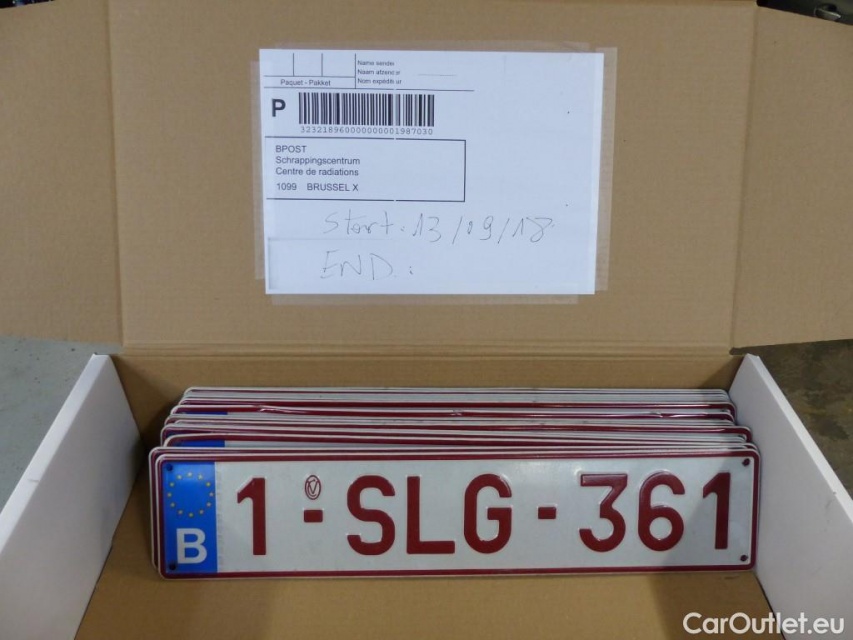 Name sender
Naam afzender
Nom expéditeur
Paquet - Pakket
P
3232189600000000001987030
BPOST
Schrappingscentrum
Centre de radiations
1099 BRUSSEL X
Start: 13/09/18
END:
B
1-SLG-361
CarOutlet.eu